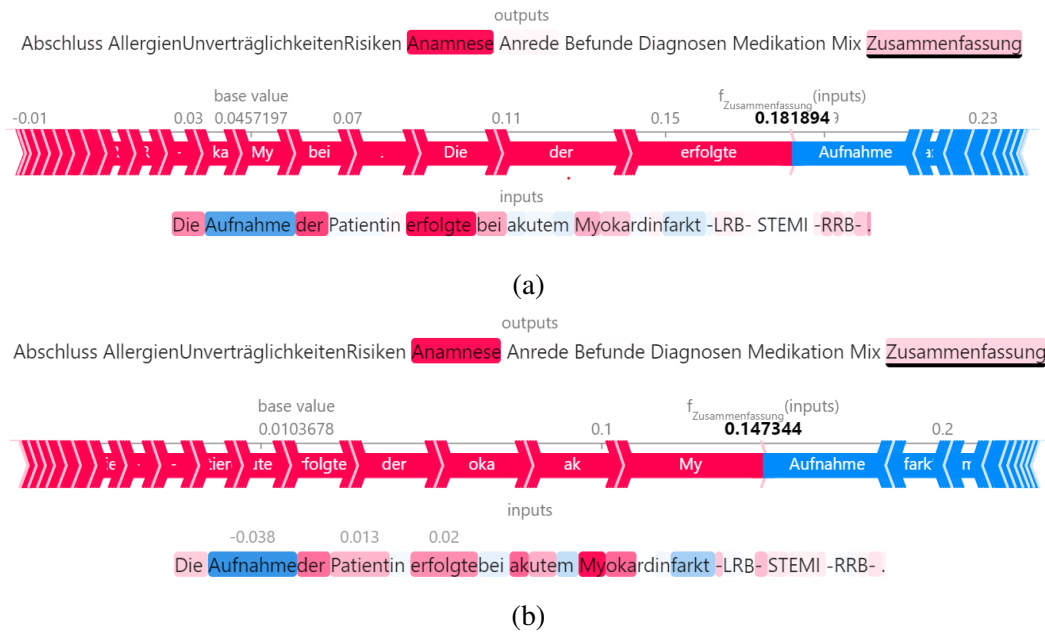 outputs
Abschluss AllergienUnverträglichkeitenRisiken Anamnese Anrede Befunde Diagnosen Medikation Mix Zusammenfassung
base value
f Zusammenfassung (inputs)
-0.01 0.03 0.0457197 0.07 0.11 0.15 0.181894 0.23
- ka My bei . Die der erfolgte Aufnahme
inputs
Die Aufnahme der Patientin erfolgte bei akutem Myokardinfarkt -LRB- STEMI -RRB- .
(a)
outputs
Abschluss AllergienUnverträglichkeitenRisiken Anamnese Anrede Befunde Diagnosen Medikation Mix Zusammenfassung
base value
f Zusammenfassung (inputs)
0.0103678 0.1 0.147344 0.2
- - tien ute rfolgte der oka ak My Aufnahme farkt
inputs
-0.038 0.013 0.02
Die Aufnahmeder Patientin erfolgtebei akutem Myokardinfarkt -LRB- STEMI -RRB- .
(b)